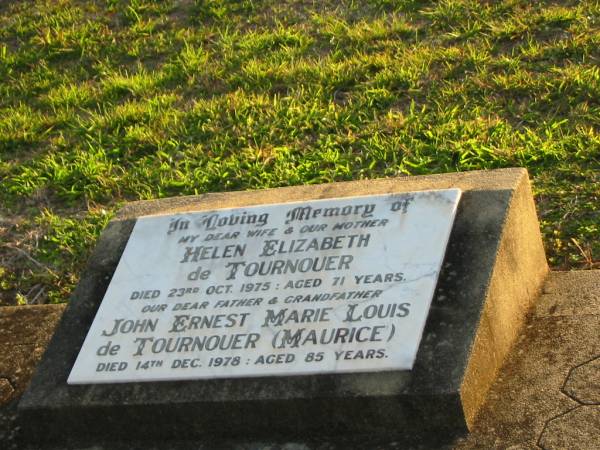 In Loving Memory of
MY DEAR WIFE & OUR MOTHER
HELEN ELIZABETH
de TOURNOUER
DIED 23RD OCT. 1975 : AGED 71 YEARS.
OUR DEAR FATHER & GRANDFATHER
JOHN ERNEST MARIE LOUIS
de TOURNOUER (MAURICE)
DIED 14TH DEC. 1978 : AGED 85 YEARS.